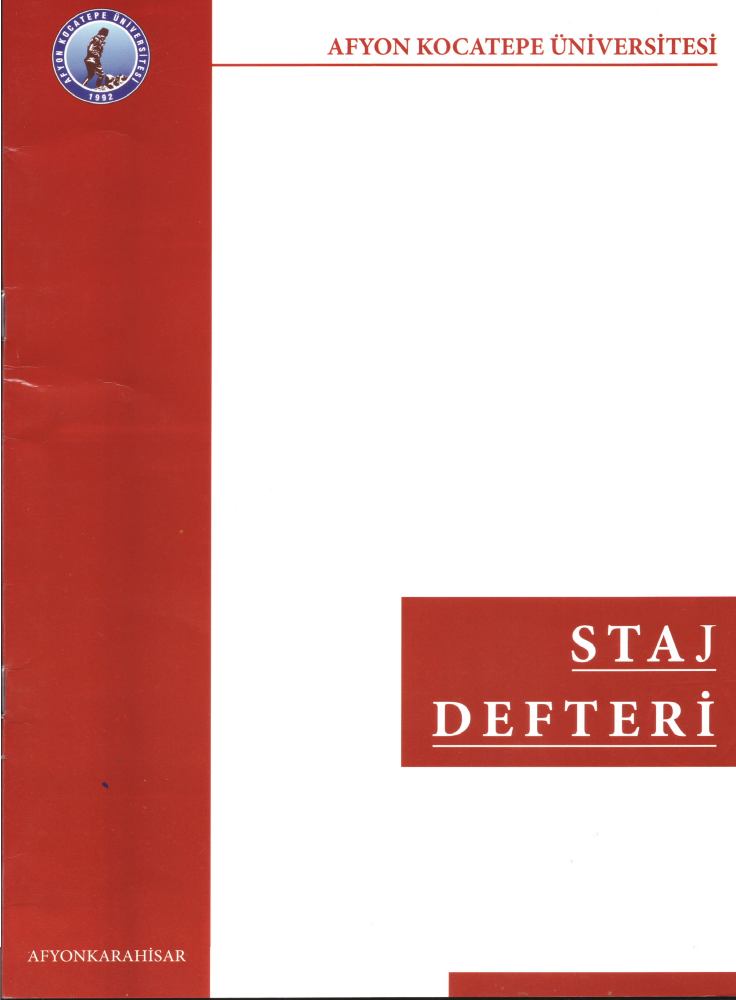 AFYON KOCATEPE ÜNİVERSİTESİ
1992
AFYON KOCATEPE ÜNİVERSİTESİ
STAJ
DEFTERİ
AFYONKARAHİSAR